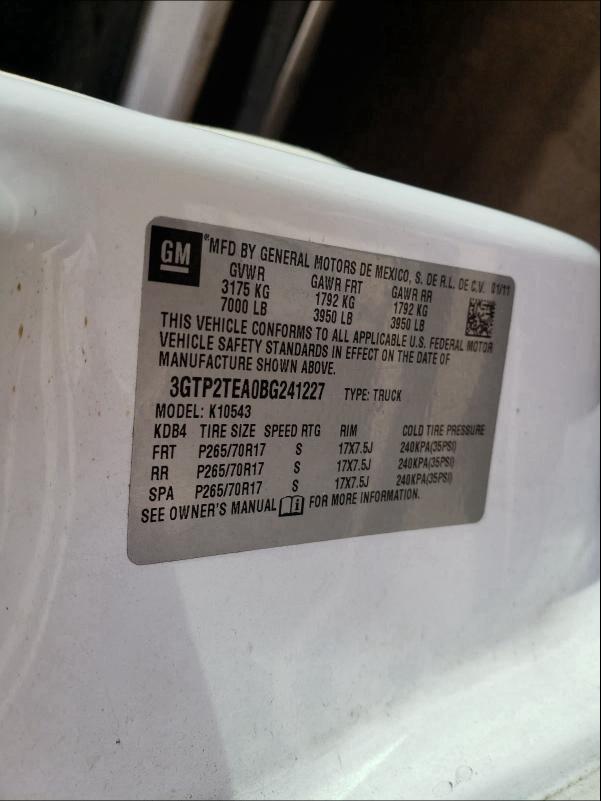 GM ®MFD BY GENERAL MOTORS DE MEXICO, S. DE R.L. DE C.V. 01/11
GVWR GAWR FRT GAWR RR
3175 KG 1792 KG 1792 KG
7000 LB 3950 LB 3950 LB
THIS VEHICLE CONFORMS TO ALL APPLICABLE U.S. FEDERAL MOTOR
VEHICLE SAFETY STANDARDS IN EFFECT ON THE DATE OF
MANUFACTURE SHOWN ABOVE.
3GTP2TEA0BG241227 TYPE: TRUCK
MODEL: K10543
KDB4 TIRE SIZE SPEED RTG RIM COLD TIRE PRESSURE
FRT P265/70R17 S 17X7.5J 240KPA(35PSI)
RR P265/70R17 S 17X7.5J 240KPA(35PSI)
SPA P265/70R17 S 17X7.5J 240KPA(35PSI)
SEE OWNER'S MANUAL FOR MORE INFORMATION.